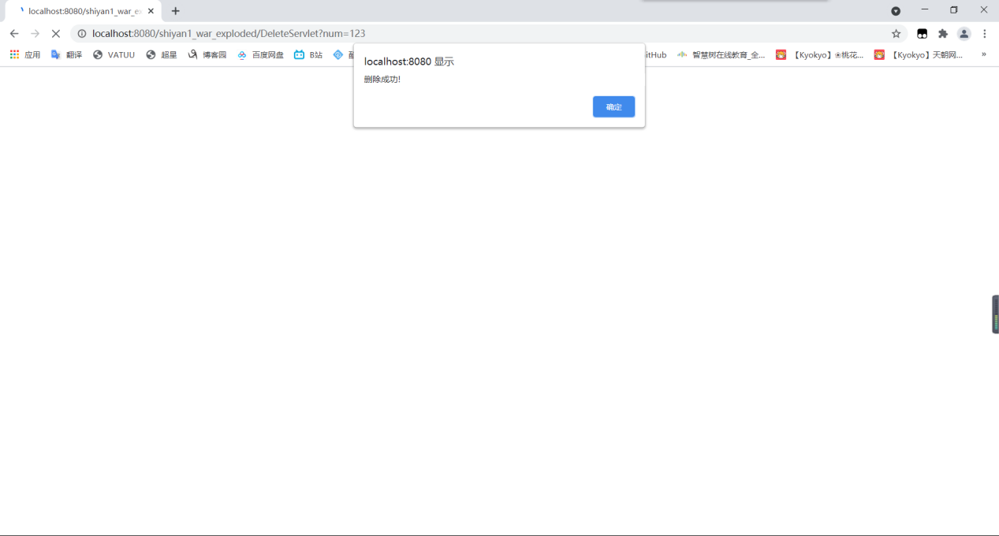 localhost:8080/shiyan1_war_ex
localhost:8080/shiyan1_war_exploded/DeleteServlet?num=123
应用 翻译 VATUU 超星 博客园 百度网盘 B站 itHub 智慧树在线教育_全... 【Kyokyo】❀桃花... 【Kyokyo】天朝网... »
localhost:8080 显示
删除成功!
确定